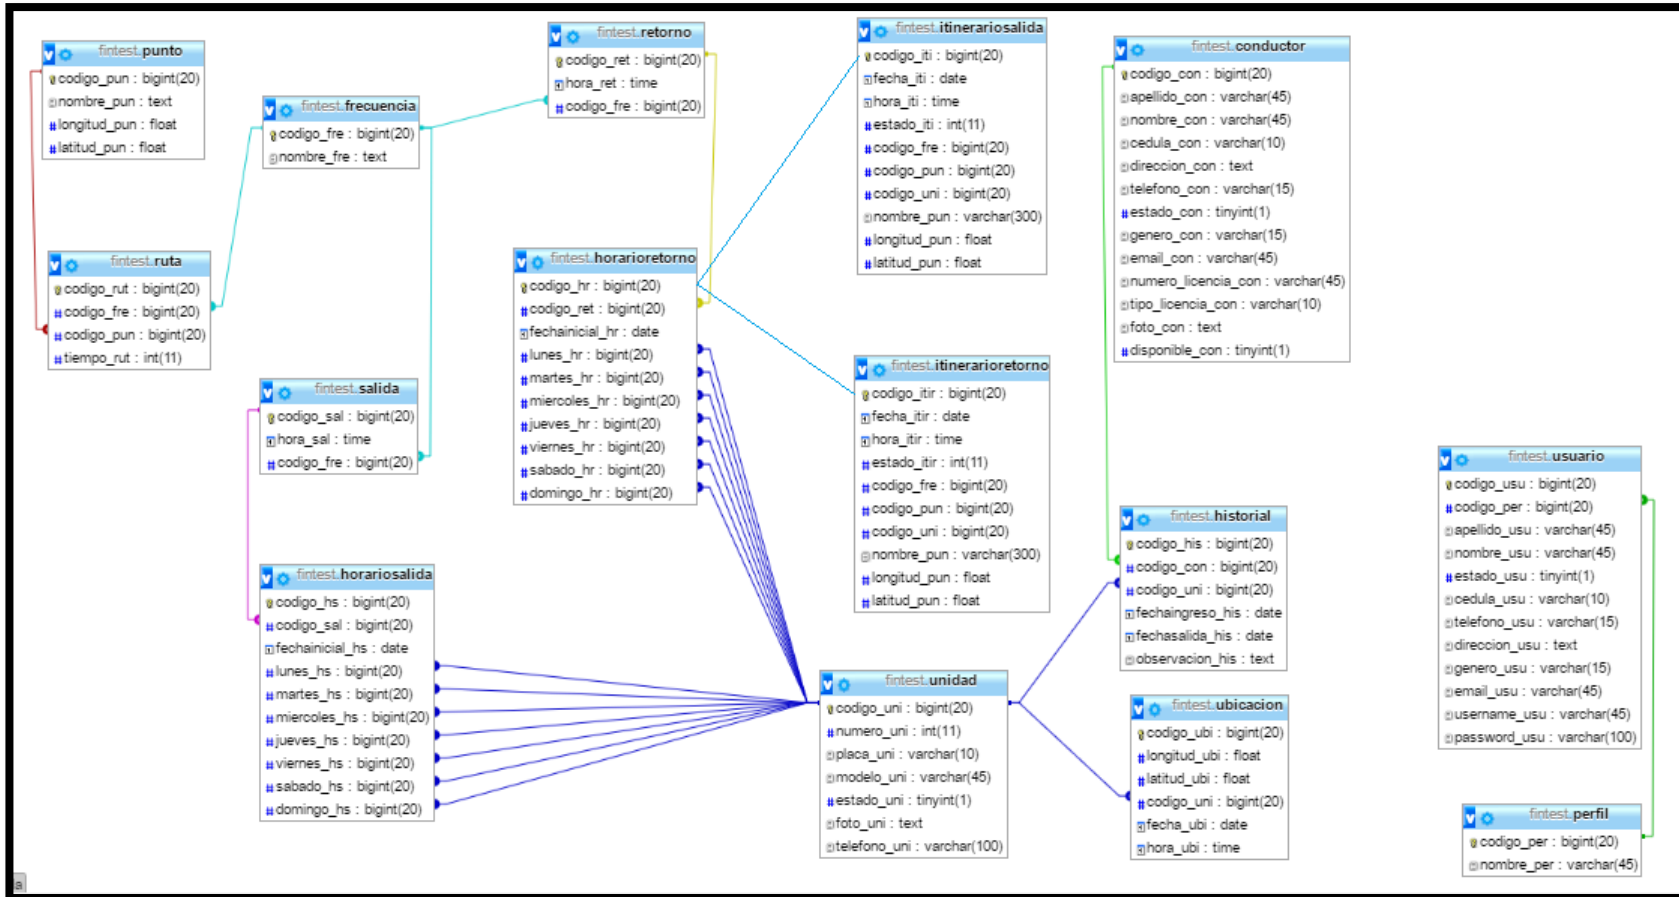 fintest.punto
codigo_pun : bigint(20)
nombre_pun : text
longitud_pun : float
latitud_pun : float
fintest.frecuencia
codigo_fre : bigint(20)
nombre_fre : text
fintest.retorno
codigo_ret : bigint(20)
hora_ret : time
codigo_fre : bigint(20)
fintest.itinerariosalida
codigo_iti : bigint(20)
fecha_iti : date
hora_iti : time
estado_iti : int(11)
codigo_fre : bigint(20)
codigo_pun : bigint(20)
codigo_uni : bigint(20)
nombre_pun : varchar(300)
longitud_pun : float
latitud_pun : float
fintest.conductor
codigo_con : bigint(20)
apellido_con : varchar(45)
nombre_con : varchar(45)
cedula_con : varchar(10)
direccion_con : text
telefono_con : varchar(15)
estado_con : tinyint(1)
genero_con : varchar(15)
email_con : varchar(45)
numero_licencia_con : varchar(45)
tipo_licencia_con : varchar(10)
foto_con : text
disponible_con : tinyint(1)
fintest.ruta
codigo_rut : bigint(20)
codigo_fre : bigint(20)
codigo_pun : bigint(20)
tiempo_rut : int(11)
fintest.horarioretorno
codigo_hr : bigint(20)
codigo_ret : bigint(20)
fechainicial_hr : date
lunes_hr : bigint(20)
martes_hr : bigint(20)
miercoles_hr : bigint(20)
jueves_hr : bigint(20)
viernes_hr : bigint(20)
sabado_hr : bigint(20)
domingo_hr : bigint(20)
fintest.salida
codigo_sal : bigint(20)
hora_sal : time
codigo_fre : bigint(20)
fintest.itinerarioretorno
codigo_itir : bigint(20)
fecha_itir : date
hora_itir : time
estado_itir : int(11)
codigo_fre : bigint(20)
codigo_pun : bigint(20)
codigo_uni : bigint(20)
nombre_pun : varchar(300)
longitud_pun : float
latitud_pun : float
fintest.usuario
codigo_usu : bigint(20)
codigo_per : bigint(20)
apellido_usu : varchar(45)
nombre_usu : varchar(45)
estado_usu : tinyint(1)
cedula_usu : varchar(10)
telefono_usu : varchar(15)
direccion_usu : text
genero_usu : varchar(15)
email_usu : varchar(45)
username_usu : varchar(45)
password_usu : varchar(100)
fintest.historial
codigo_his : bigint(20)
codigo_con : bigint(20)
codigo_uni : bigint(20)
fechaingreso_his : date
fechasalida_his : date
observacion_his : text
fintest.horariosalida
codigo_hs : bigint(20)
codigo_sal : bigint(20)
fechainicial_hs : date
lunes_hs : bigint(20)
martes_hs : bigint(20)
miercoles_hs : bigint(20)
jueves_hs : bigint(20)
viernes_hs : bigint(20)
sabado_hs : bigint(20)
domingo_hs : bigint(20)
fintest.unidad
codigo_uni : bigint(20)
numero_uni : int(11)
placa_uni : varchar(10)
modelo_uni : varchar(45)
estado_uni : tinyint(1)
foto_uni : text
telefono_uni : varchar(100)
fintest.ubicacion
codigo_ubi : bigint(20)
longitud_ubi : float
latitud_ubi : float
codigo_uni : bigint(20)
fecha_ubi : date
hora_ubi : time
fintest.perfil
codigo_per : bigint(20)
nombre_per : varchar(45)
la